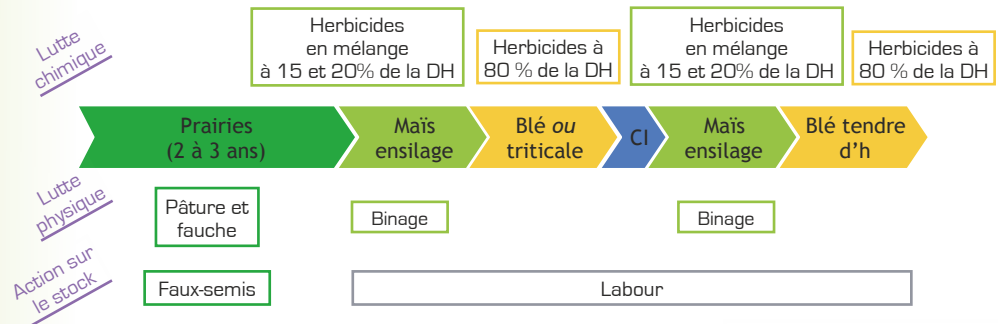 Lutte
chimique
Herbicides
en mélange
à 15 et 20% de la DH
Herbicides à
80 % de la DH
Herbicides
en mélange
à 15 et 20% de la DH
Herbicides à
80 % de la DH
Prairies
(2 à 3 ans)
Maïs
ensilage
Blé ou
triticale
CI
Maïs
ensilage
Blé tendre
d'h
Lutte
physique
Pâture et
fauche
Binage
Binage
Action sur
le stock
Faux-semis
Labour